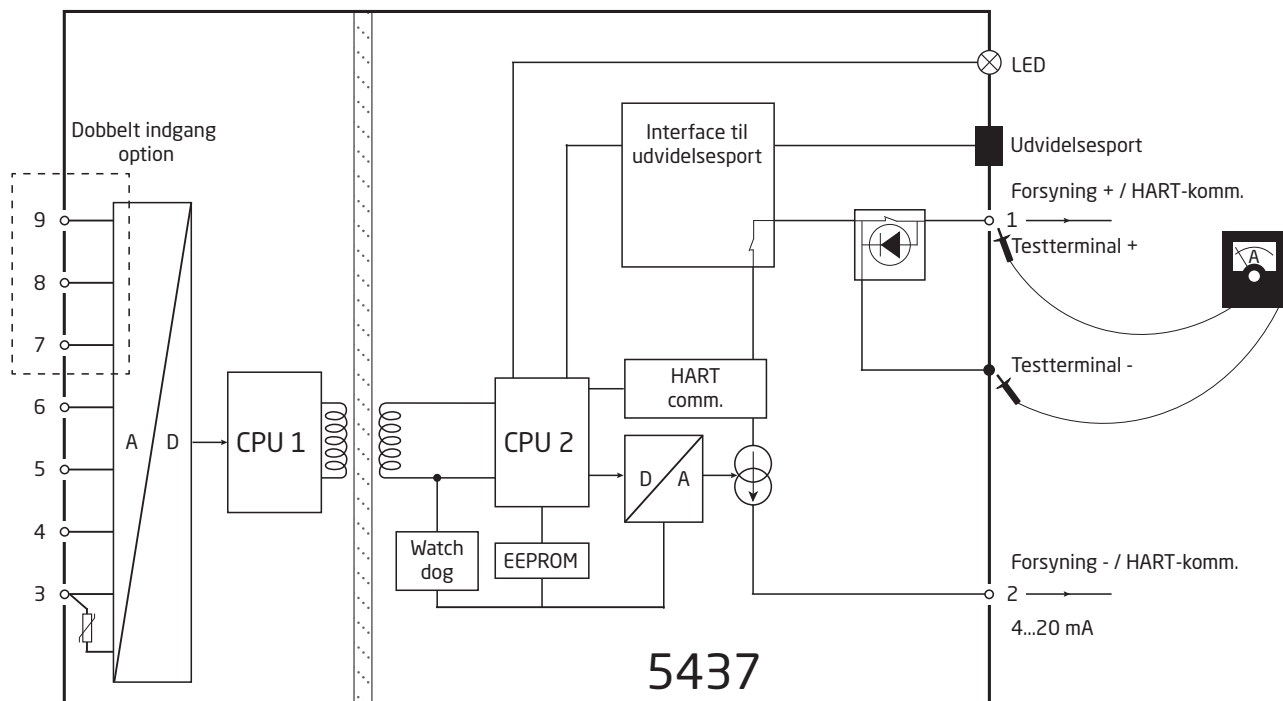 LED
Dobbelt indgang
option
Interface til
udvidelsesport
Udvidelsesport
Forsyning + / HART-komm.
9
1
Testterminal +
A
8
7
Testterminal -
HART
comm.
6
A
D
CPU 1
CPU 2
5
D
A
4
Watch
dog
EEPROM
Forsyning - / HART-komm.
3
2
4...20 mA
5437